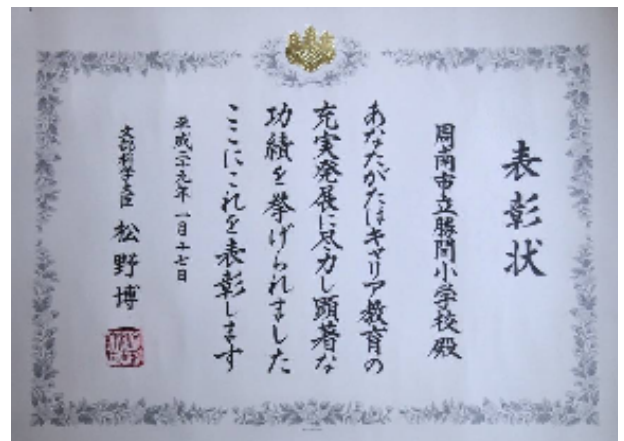 表彰状
周南市立勝間小学校殿
あなたがたはキャリア教育の
充実発展に尽力し顕著な
功績を挙げられました
ここにこれを表彰します
平成二十九年一月十七日
文部科学大臣 松野博一